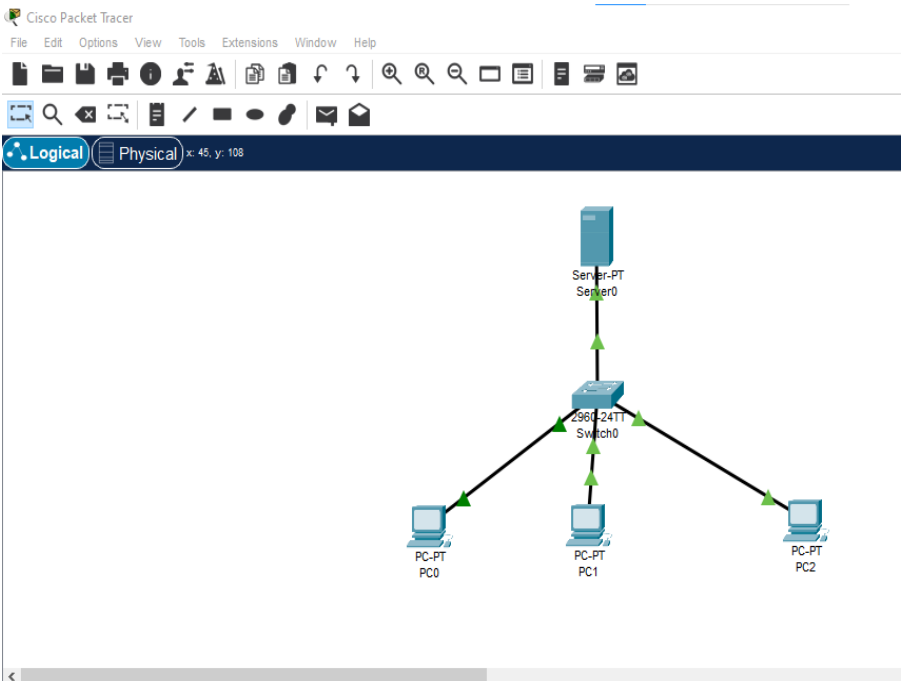 Cisco Packet Tracer
File Edit Options View Tools Extensions Window Help
Logical Physical x: 45, y: 108
Server-PT
Server0
2960-24TT
Switch0
PC-PT
PC0
PC-PT
PC1
PC-PT
PC2